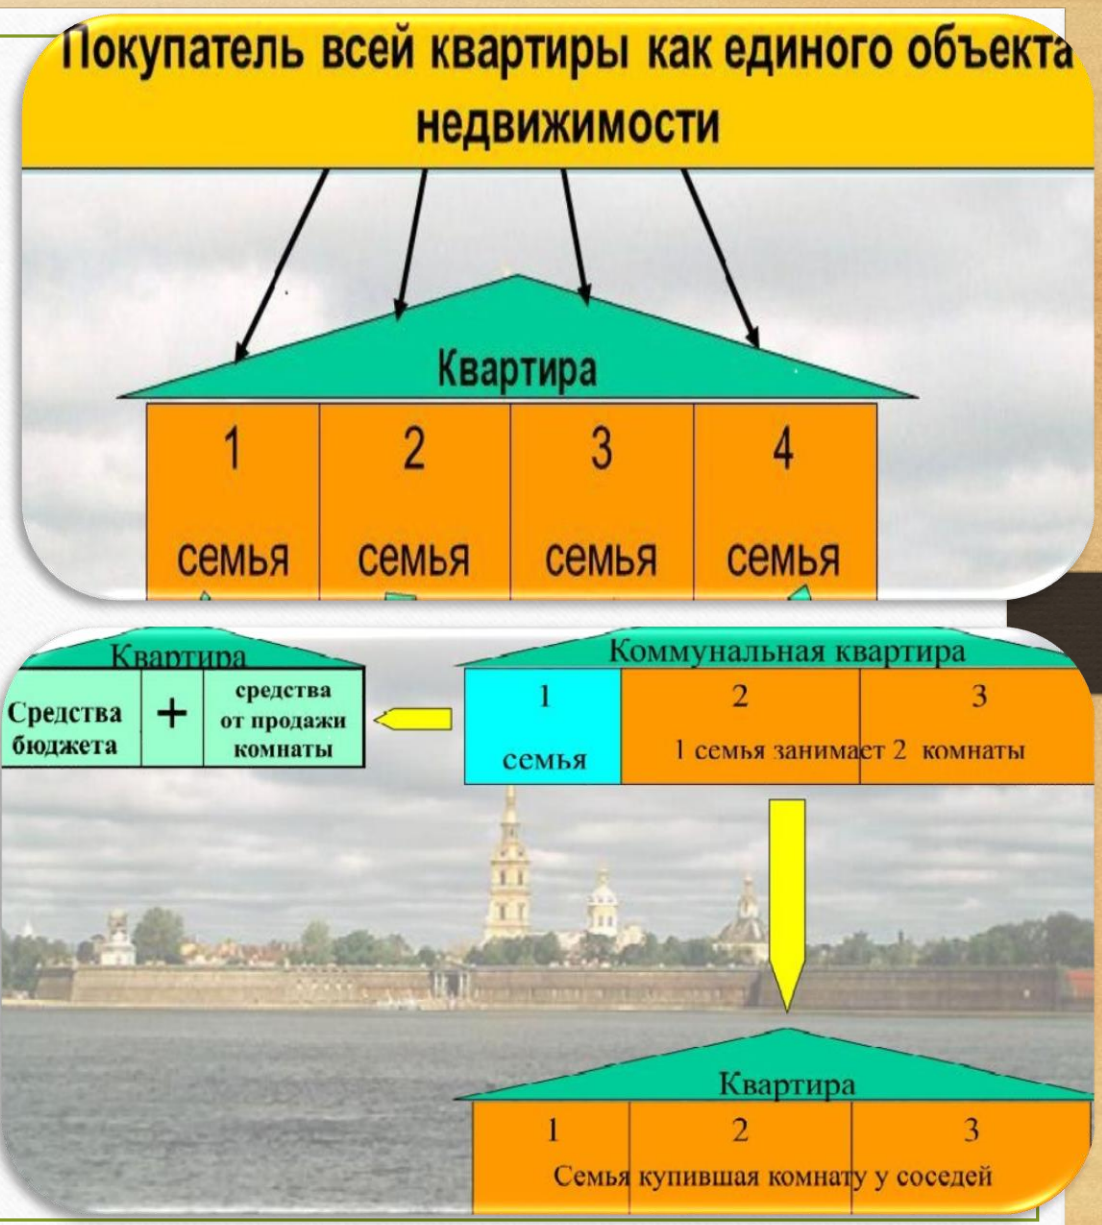 Покупатель всей квартиры как единого объекта
недвижимости
Квартира
1 2 3 4
семья семья семья семья
Квартира
Средства
бюджета
+
средства
от продажи
комнаты
Коммунальная квартира
1 2 3
семья
1 семья занимает 2 комнаты
Квартира
1 2 3
Семья купившая комнату у соседей